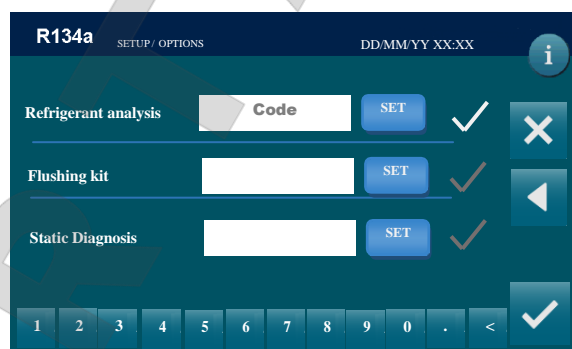 R134a SETUP/ OPTIONS DD/MM/YY XX:XX
i
Refrigerant analysis Code SET
Flushing kit SET
Static Diagnosis SET
1 2 3 4 5 6 7 8 9 0 . <